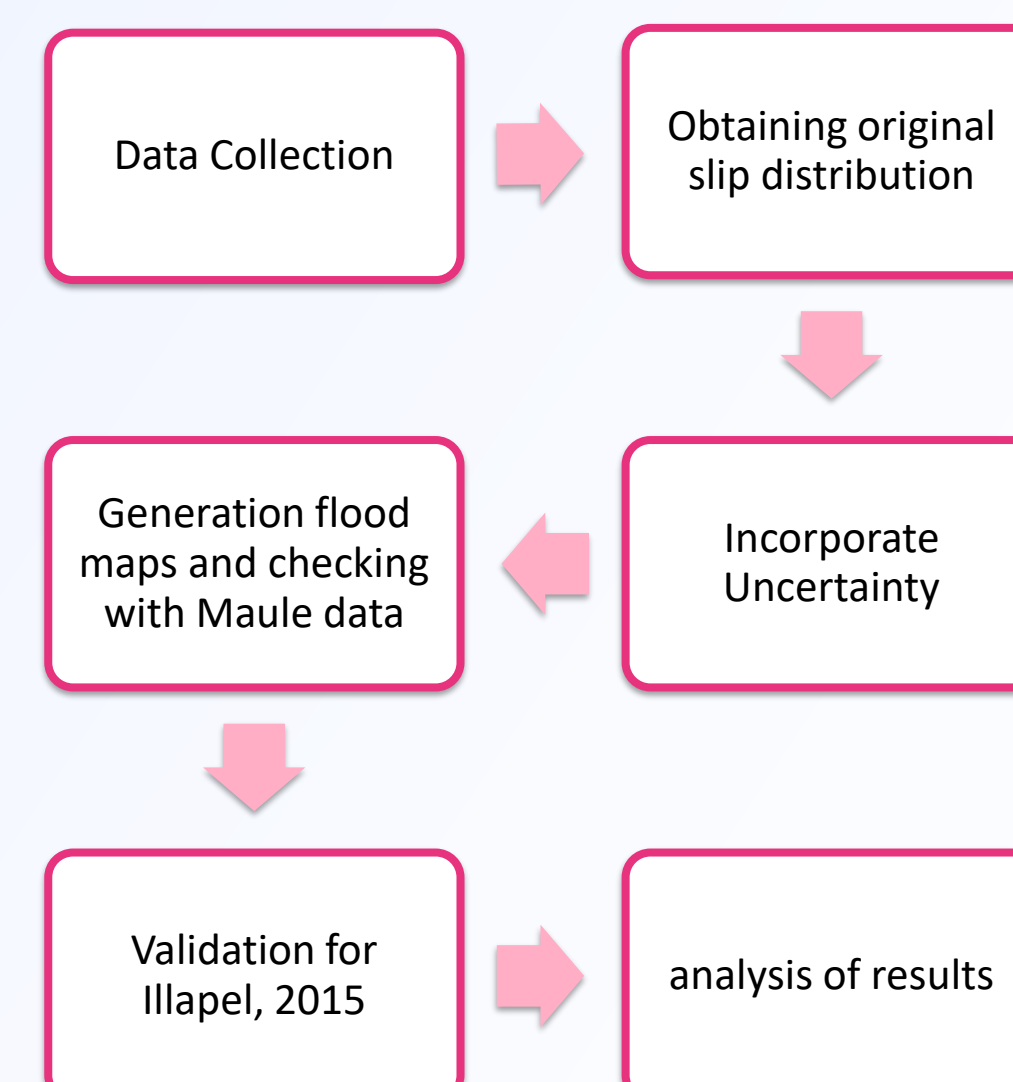 Data Collection
Obtaining original
slip distribution
Incorporate
Uncertainty
Generation flood
maps and checking
with Maule data
Validation for
Illapel, 2015
analysis of results